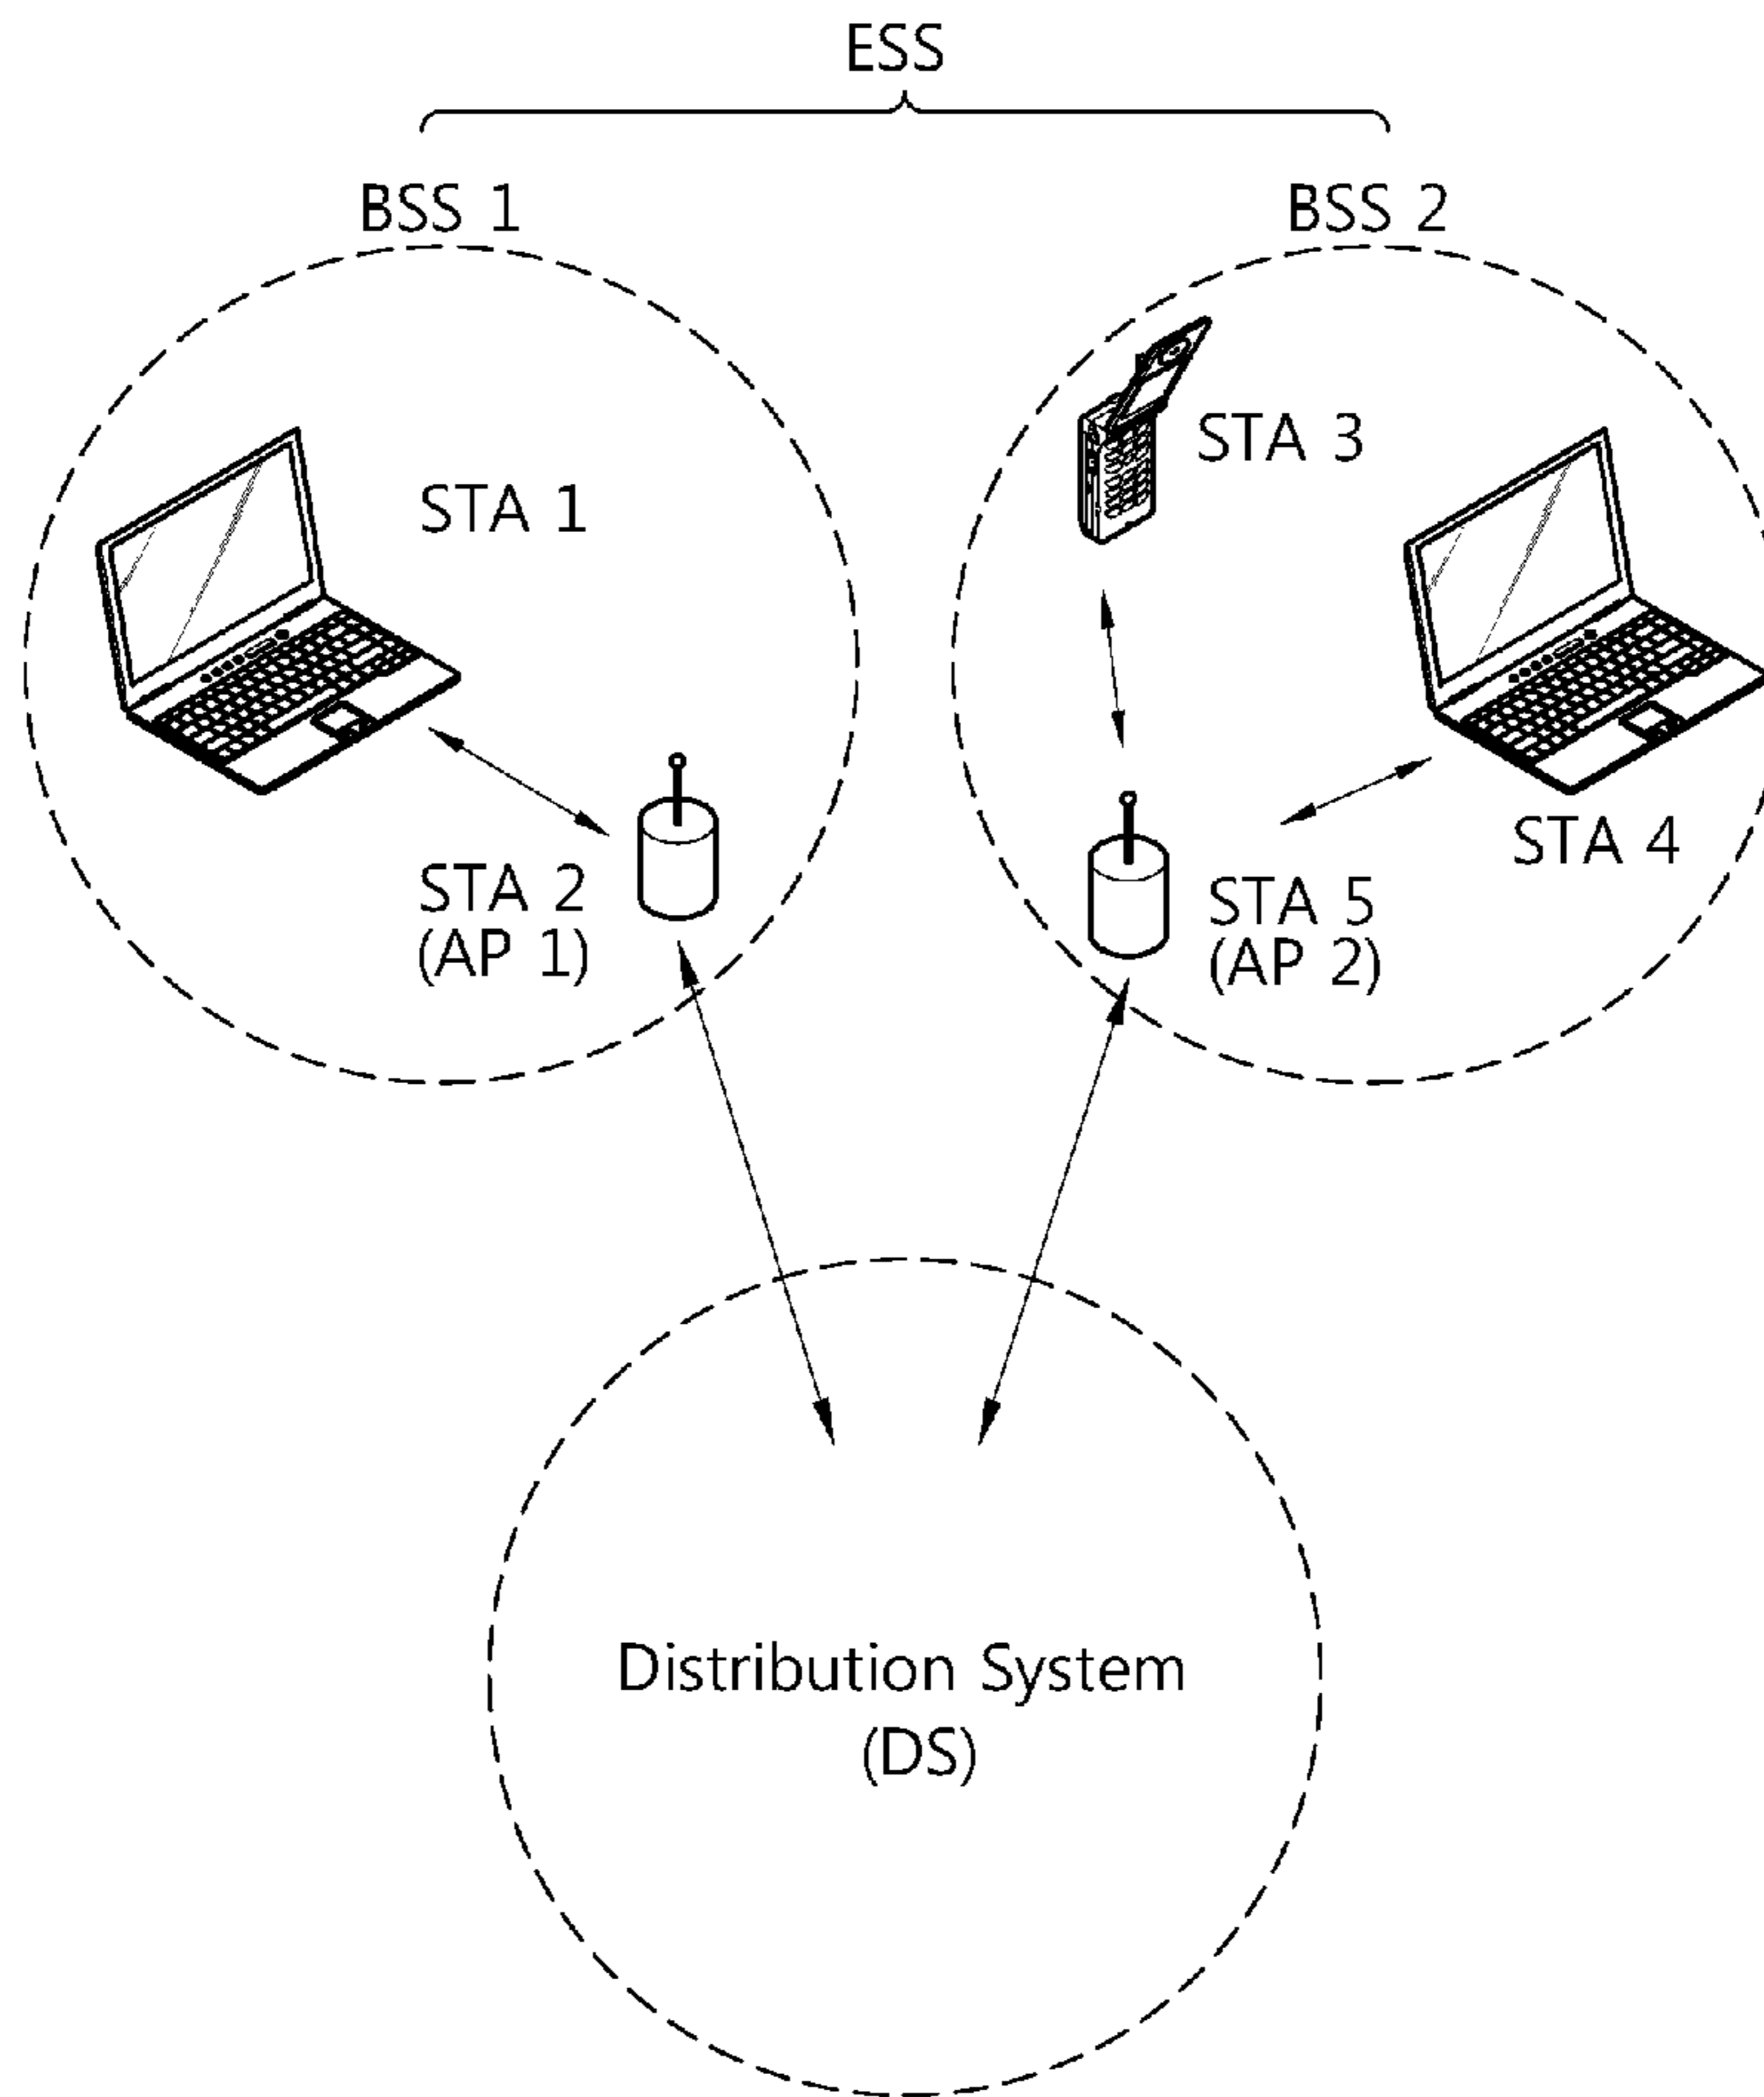 ESS
BSS 1
BSS 2
STA 1
STA 3
STA 2
(AP 1)
STA 5
(AP 2)
STA 4
Distribution System
(DS)